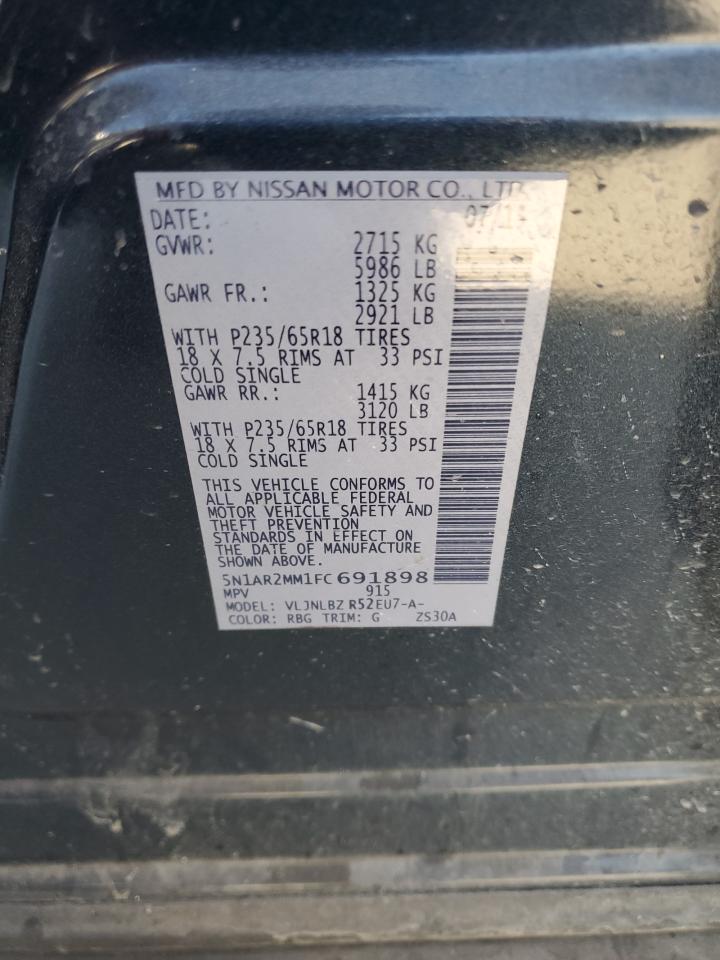 MFD BY NISSAN MOTOR CO., LTD.
DATE:
GVWR: 2715 KG
5986 LB
GAWR FR.: 1325 KG
2921 LB
WITH P235/65R18 TIRES
18 X 7.5 RIMS AT 33 PSI
COLD SINGLE
GAWR RR.: 1415 KG
3120 LB
WITH P235/65R18 TIRES
18 X 7.5 RIMS AT 33 PSI
COLD SINGLE
THIS VEHICLE CONFORMS TO
ALL APPLICABLE FEDERAL
MOTOR VEHICLE SAFETY AND
THEFT PREVENTION
STANDARDS IN EFFECT ON
THE DATE OF MANUFACTURE
SHOWN ABOVE.
5N1AR2MM1FC691898
MPV 915
MODEL: VLJNLBZ R52EU7-A-
COLOR: RBG TRIM: G ZS30A